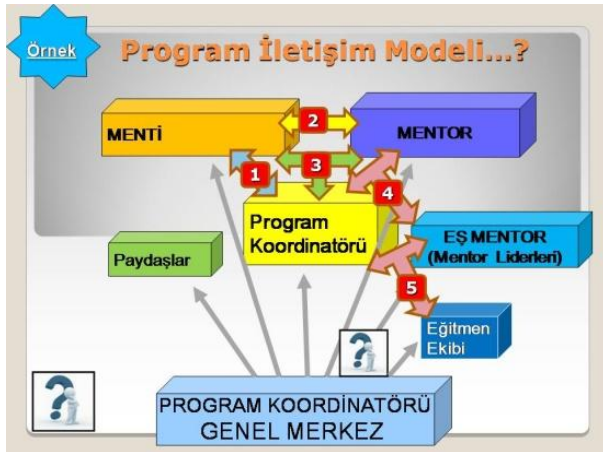 Örnek
Program İletişim Modeli...?
MENTİ
2
MENTOR
1
3
4
Program
Koordinatörü
EŞ MENTOR
(Mentor Liderleri)
Paydaşlar
5
Eğitmen
Ekibi
?
?
PROGRAM KOORDİNATÖRÜ
GENEL MERKEZ